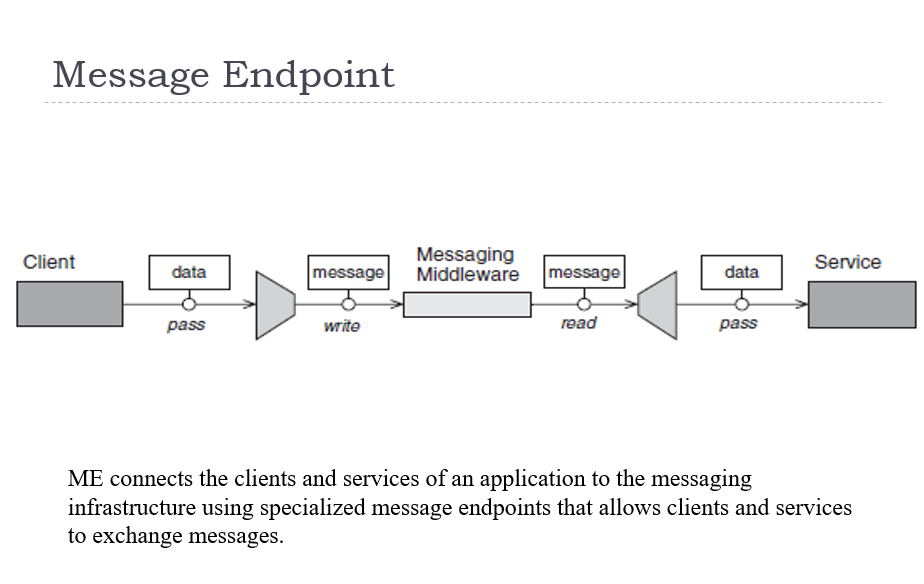 Message Endpoint
Client
data
pass
message
write
Messaging
Middleware
message
read
data
pass
Service
ME connects the clients and services of an application to the messaging
infrastructure using specialized message endpoints that allows clients and services
to exchange messages.